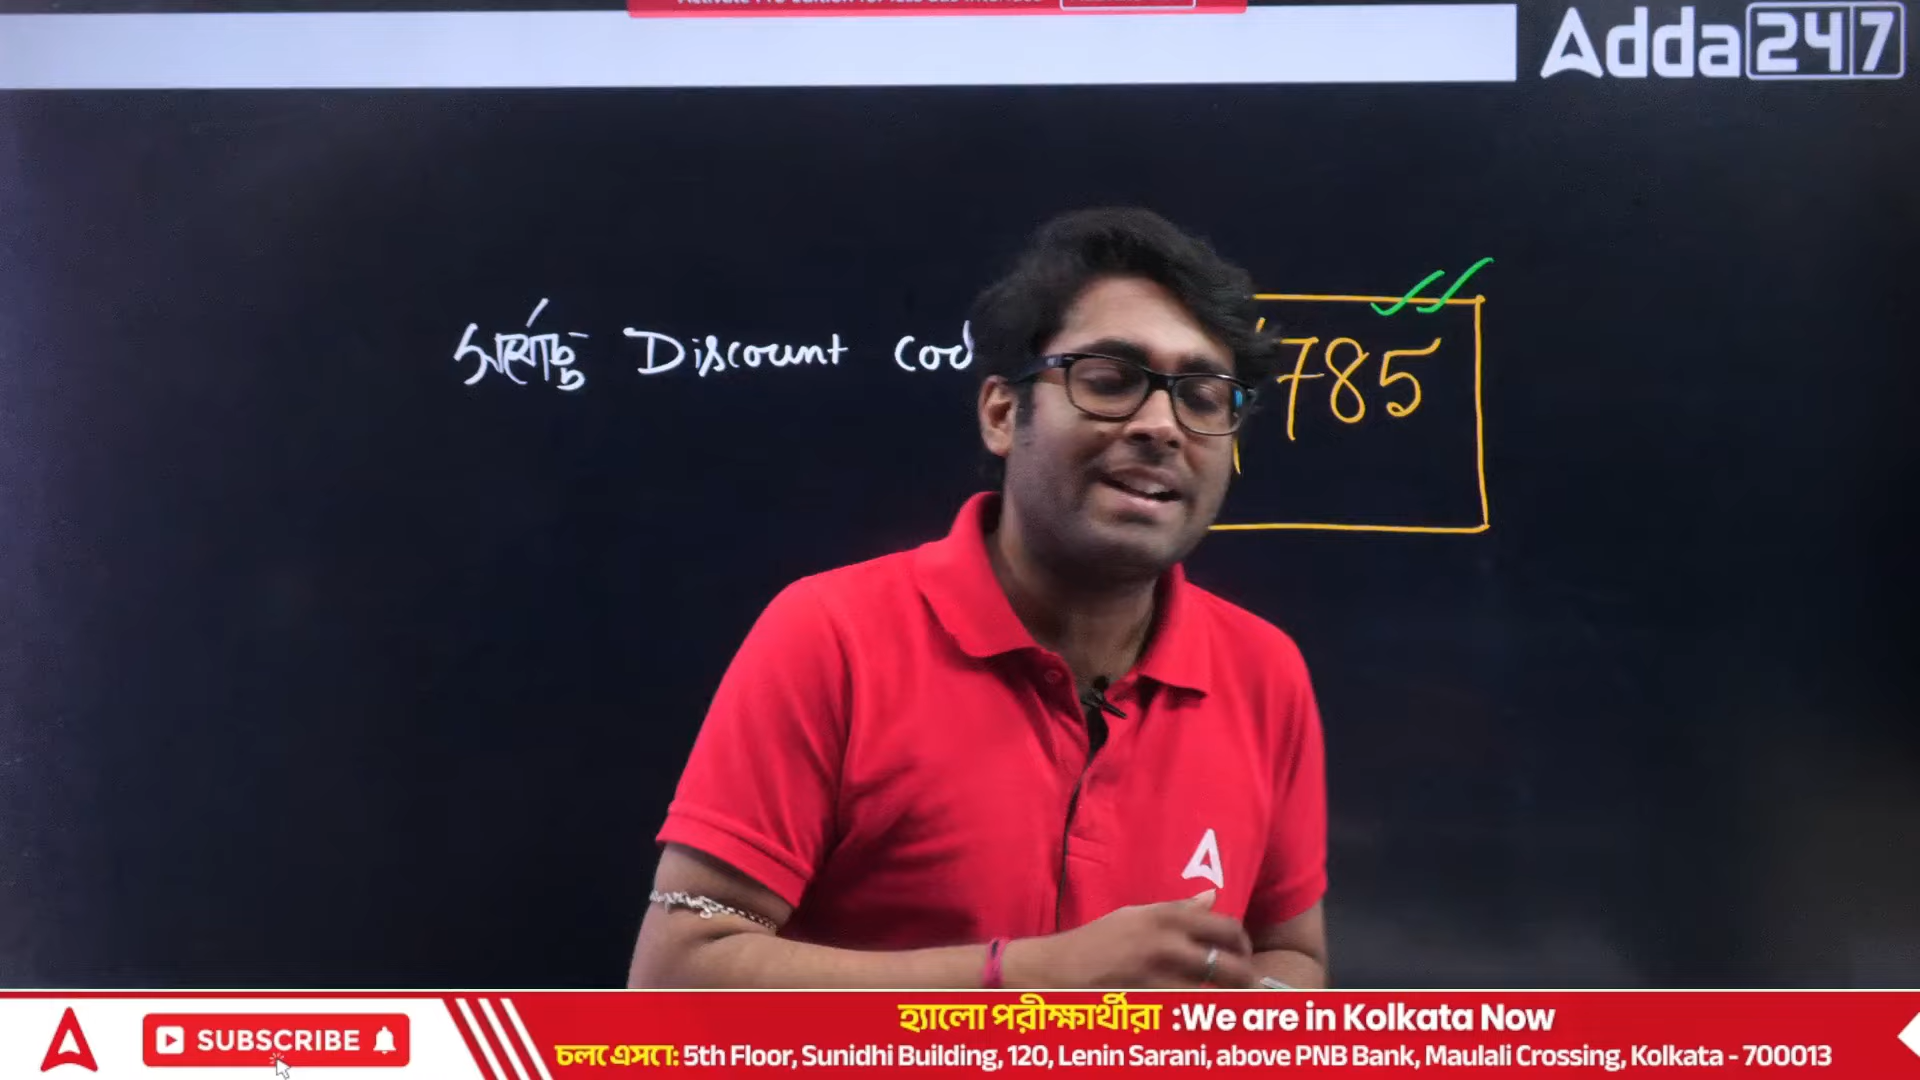 Adda247
সর্বোচ্চ Discount cod
785
SUBSCRIBE
হ্যালো পরীক্ষার্থীরা :We are in Kolkata Now
চলে এসো: 5th Floor, Sunidhi Building, 120, Lenin Sarani, above PNB Bank, Maulali Crossing, Kolkata - 700013